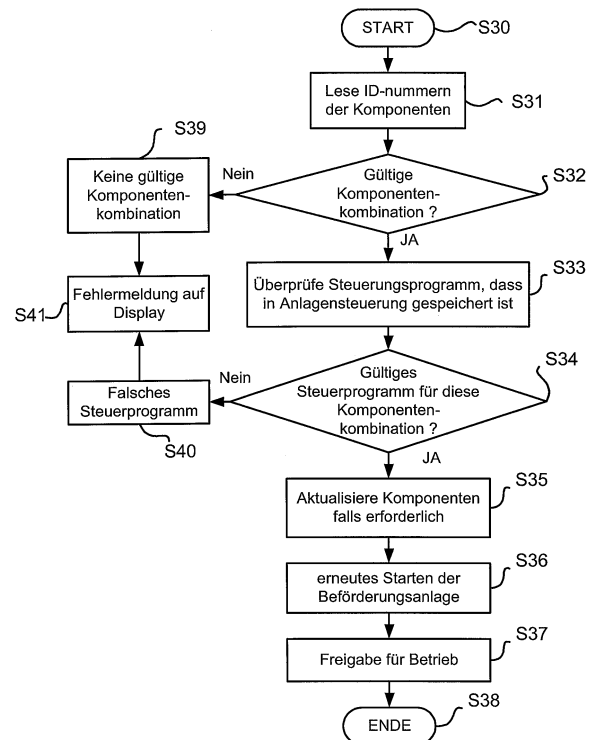 START
S30
Lese ID-nummern
der Komponenten
S31
S39
Keine gültige
Komponenten-
kombination
Nein
Gültige
Komponenten-
kombination ?
S32
JA
S33
Überprüfe Steuerungsprogramm, dass
in Anlagensteuerung gespeichert ist
Fehlermeldung auf
Display
S41
S34
Nein
Gültiges
Steuerprogramm für diese
Komponenten-
kombination ?
Falsches
Steuerprogramm
S40
JA
S35
Aktualisiere Komponenten
falls erforderlich
S36
erneutes Starten der
Beförderungsanlage
S37
Freigabe für Betrieb
S38
ENDE